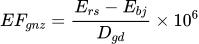 EF_{gnz} = \frac{E_{rs} - E_{bj}}{D_{gd}} \times 10^6